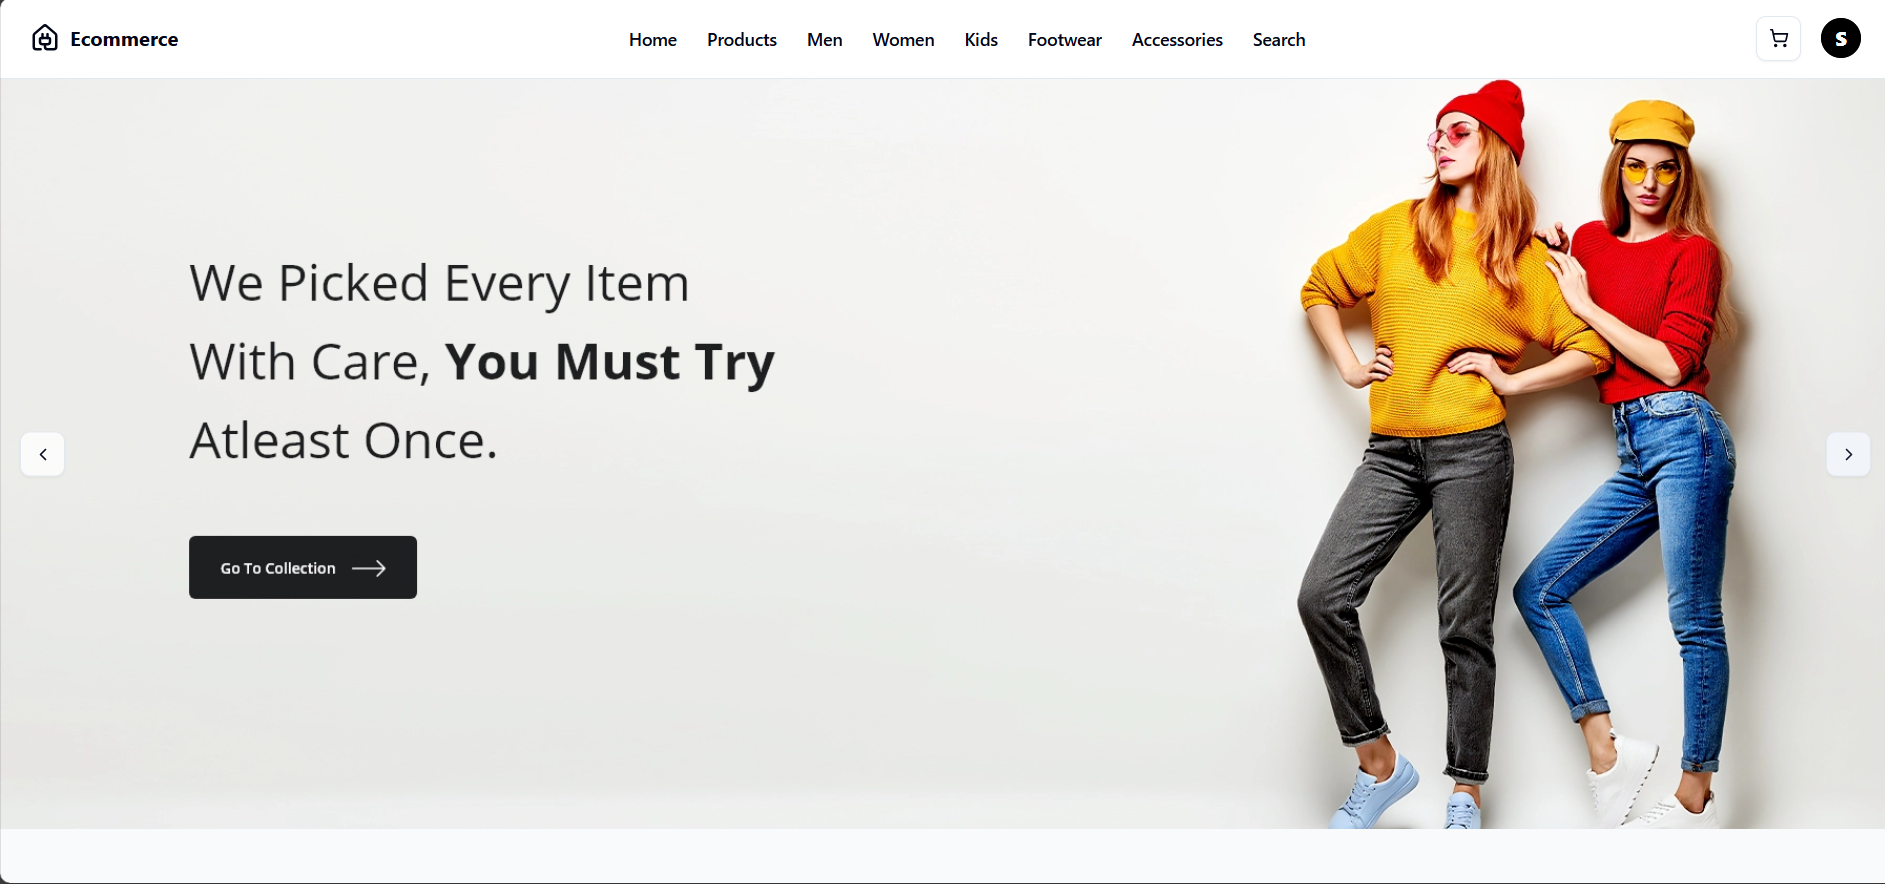 Ecommerce
Home Products Men Women Kids Footwear Accessories Search
S
We Picked Every Item
With Care, You Must Try
Atleast Once.
Go To Collection